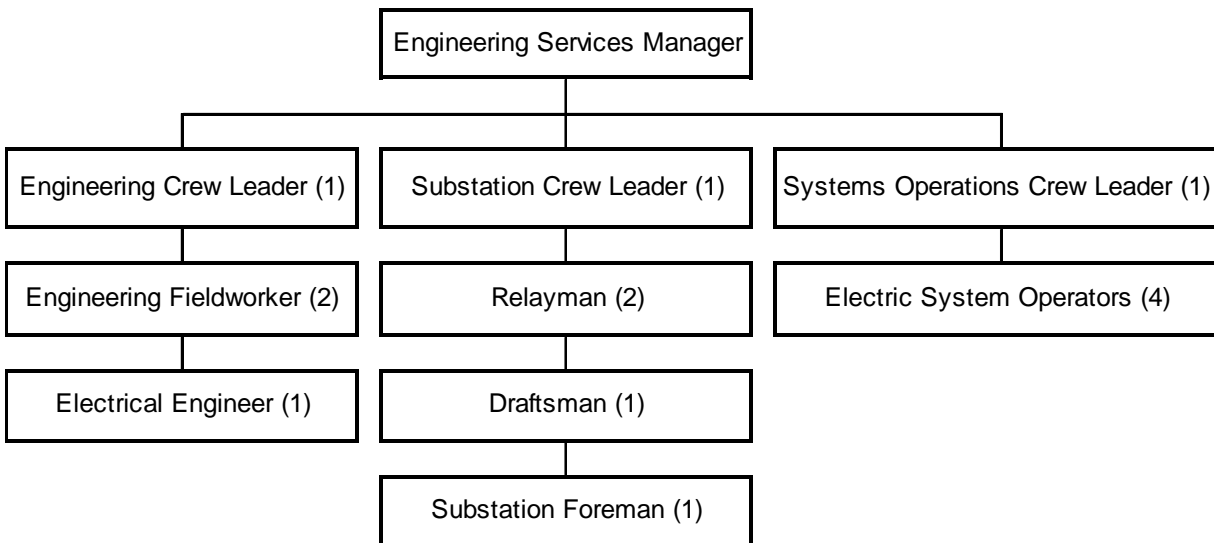 Engineering Services Manager
Engineering Crew Leader (1)
Substation Crew Leader (1)
Systems Operations Crew Leader (1)
Engineering Fieldworker (2)
Relayman (2)
Electric System Operators (4)
Electrical Engineer (1)
Draftsman (1)
Substation Foreman (1)